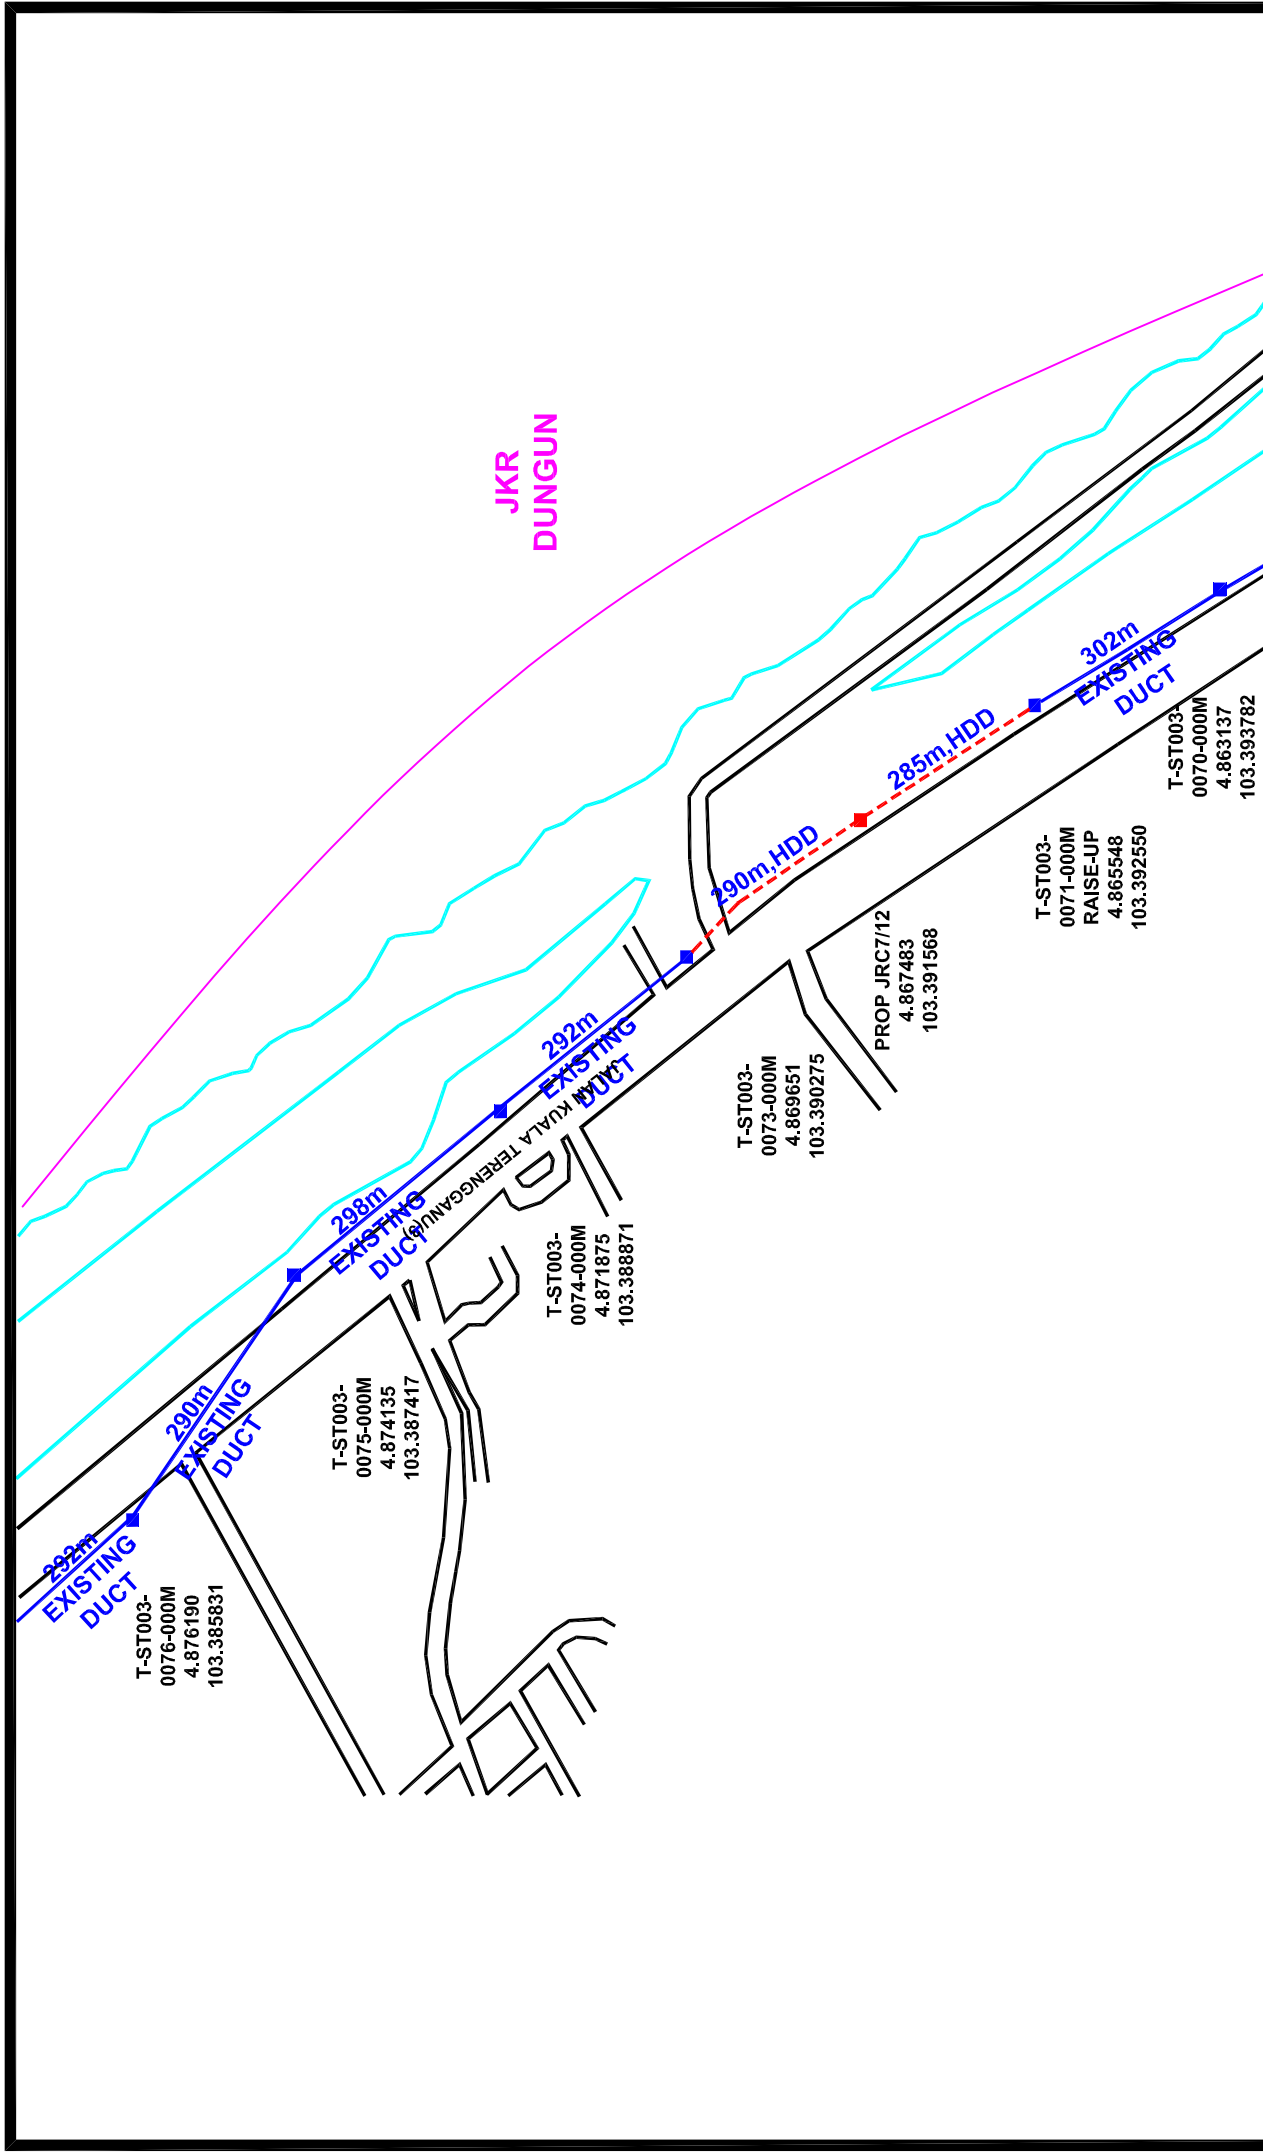 JKR
DUNGUN
292m
EXISTING
DUCT
T-ST003-
0076-000M
4.876190
103.385831
290m
EXISTING
DUCT
T-ST003-
0075-000M
4.874135
103.387417
298m
EXISTING
DUCT
JALAN KUALA TERENGGANU(3)
T-ST003-
0074-000M
4.871875
103.388871
292m
EXISTING
DUCT
T-ST003-
0073-000M
4.869651
103.390275
290m,HDD
PROP JRC7/12
4.867483
103.391568
285m,HDD
T-ST003-
0071-000M
RAISE-UP
4.865548
103.392550
302m
EXISTING
DUCT
T-ST003-
0070-000M
4.863137
103.393782